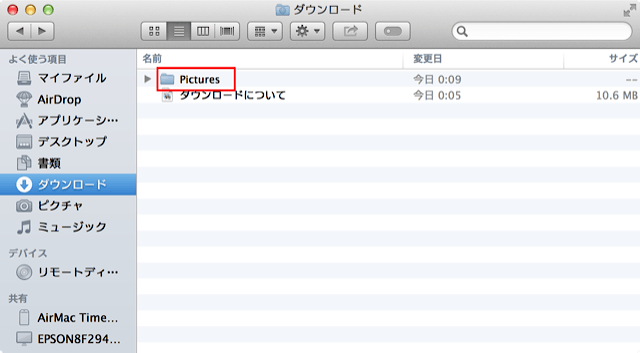 ダウンロード
よく使う項目
マイファイル
AirDrop
アプリケーシ…
デスクトップ
書類
ダウンロード
ピクチャ
ミュージック
デバイス
リモートディ…
共有
AirMac Time…
EPSON8F294…
名前 変更日 サイズ
Pictures 今日 0:09 --
ダウンロードについて 今日 0:05 10.6 MB